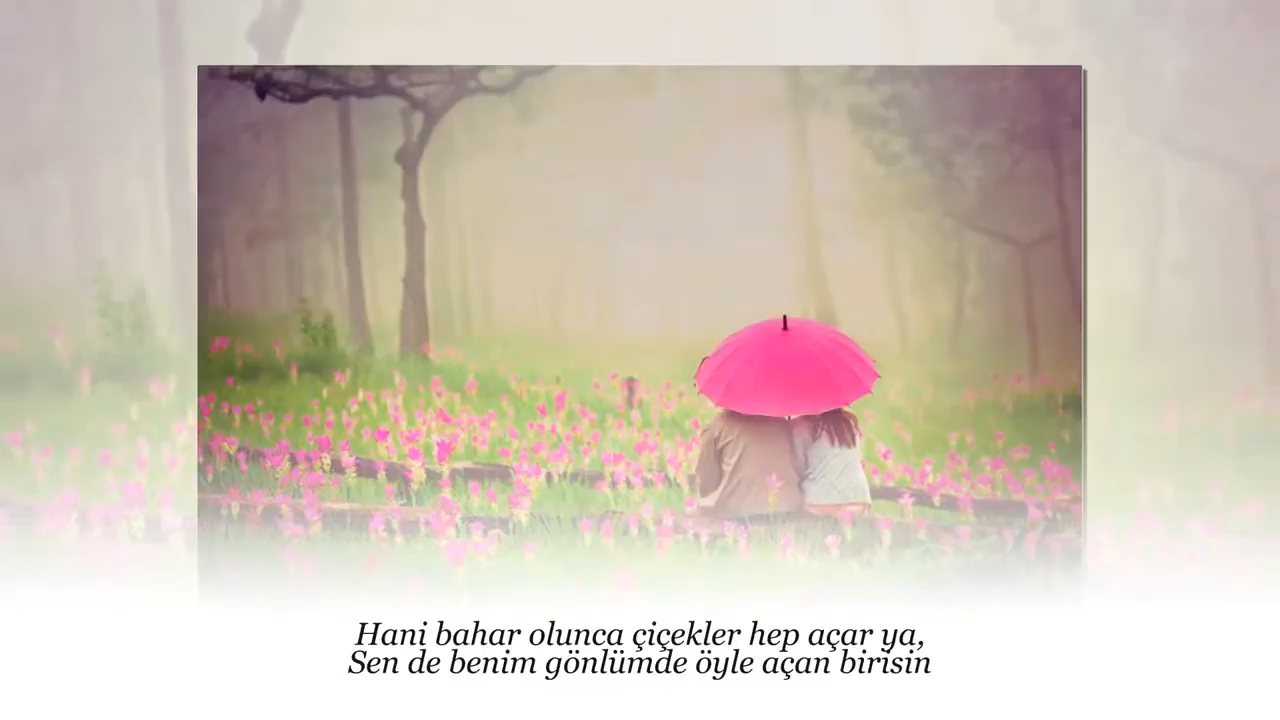 Hani bahar olunca çiçekler hep açar ya,
Sen de benim gönlümde öyle açan birisin